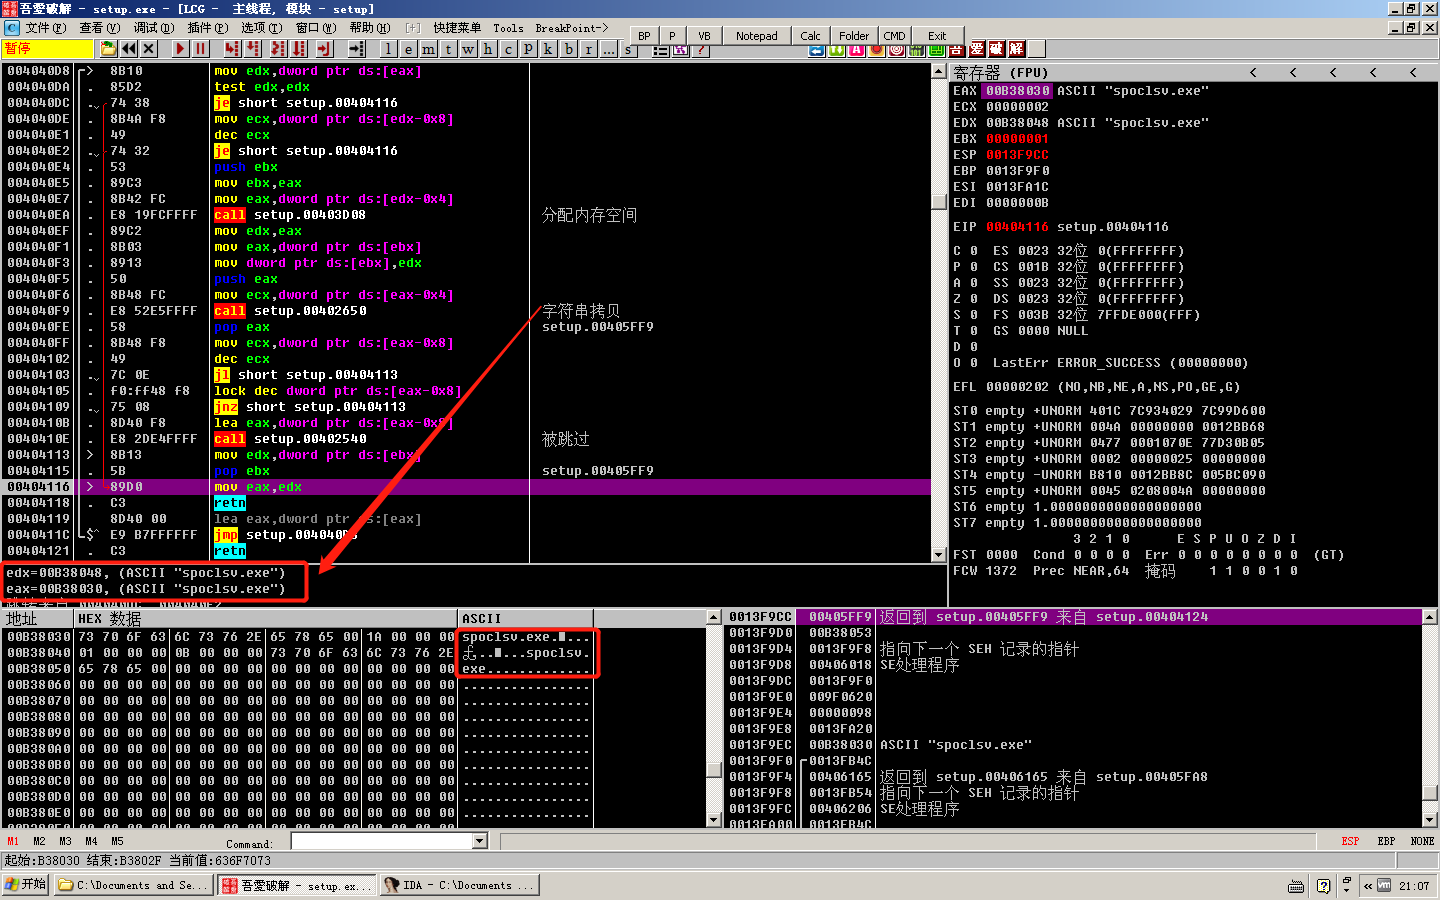 吾爱破解 - setup.exe - [LCG -  主线程, 模块 - setup]
文件(F) 查看(V) 调试(D) 插件(P) 选项(T) 窗口(W) 帮助(H) [+] 快捷菜单 Tools BreakPoint->
BP P VB Notepad Calc Folder CMD Exit
暂停 l e m t w h c p k b r ... s
004040D8 > 8B10 mov edx,dword ptr ds:[eax]
004040DA . 85D2 test edx,edx
004040DC . 74 38 je short setup.00404116
004040DE . 8B4A F8 mov ecx,dword ptr ds:[edx-0x8]
004040E1 . 49 dec ecx
004040E2 . 74 32 je short setup.00404116
004040E4 . 53 push ebx
004040E5 . 89C3 mov ebx,eax
004040E7 . 8B42 FC mov eax,dword ptr ds:[edx-0x4]
004040EA . E8 19FCFFFF call setup.00403D08 分配内存空间
004040EF . 89C2 mov edx,eax
004040F1 . 8B03 mov eax,dword ptr ds:[ebx]
004040F3 . 8913 mov dword ptr ds:[ebx],edx
004040F5 . 50 push eax
004040F6 . 8B48 FC mov ecx,dword ptr ds:[eax-0x4]
004040F9 . E8 52E5FFFF call setup.00402650 字符串拷贝
004040FE . 58 pop eax setup.00405FF9
004040FF . 8B48 F8 mov ecx,dword ptr ds:[eax-0x8]
00404102 . 49 dec ecx
00404103 . 7C 0E jl short setup.00404113
00404105 . f0:ff48 f8 lock dec dword ptr ds:[eax-0x8]
00404109 . 75 08 jnz short setup.00404113
0040410B . 8D40 F8 lea eax,dword ptr ds:[eax-0x8]
0040410E . E8 2DE4FFFF call setup.00402540 被跳过
00404113 > 8B13 mov edx,dword ptr ds:[ebx]
00404115 . 5B pop ebx setup.00405FF9
00404116 > 89D0 mov eax,edx
00404118 . C3 retn
00404119 8D40 00 lea eax,dword ptr ds:[eax]
0040411C $^ E9 B7FFFFFF jmp setup.004040D8
00404121 . C3 retn
edx=00B38048, (ASCII "spoclsv.exe")
eax=00B38030, (ASCII "spoclsv.exe")
寄存器 (FPU) < < < < <
EAX 00B38030 ASCII "spoclsv.exe"
ECX 00000002
EDX 00B38048 ASCII "spoclsv.exe"
EBX 00000001
ESP 0013F9CC
EBP 0013F9F0
ESI 0013FA1C
EDI 0000000B
EIP 00404116 setup.00404116
C 0 ES 0023 32位 0(FFFFFFFF)
P 0 CS 001B 32位 0(FFFFFFFF)
A 0 SS 0023 32位 0(FFFFFFFF)
Z 0 DS 0023 32位 0(FFFFFFFF)
S 0 FS 003B 32位 7FFDE000(FFF)
T 0 GS 0000 NULL
D 0
O 0 LastErr ERROR_SUCCESS (00000000)
EFL 00000202 (NO,NB,NE,A,NS,PO,GE,G)
ST0 empty +UNORM 401C 7C934029 7C99D600
ST1 empty +UNORM 004A 00000000 0012BB68
ST2 empty +UNORM 0477 0001070E 77D30B05
ST3 empty +UNORM 0002 00000025 00000000
ST4 empty -UNORM B810 0012BB8C 005BC090
ST5 empty +UNORM 0045 0208004A 00000000
ST6 empty 1.0000000000000000000
ST7 empty 1.0000000000000000000
3 2 1 0 E S P U O Z D I
FST 0000 Cond 0 0 0 0 Err 0 0 0 0 0 0 0 0 (GT)
FCW 1372 Prec NEAR,64 掩码 1 1 0 0 1 0
地址 HEX 数据 ASCII
00B38030 73 70 6F 63 6C 73 76 2E 65 78 65 00 1A 00 00 00 spoclsv.exe.■...
00B38040 01 00 00 00 0B 00 00 00 73 70 6F 63 6C 73 76 2E ...■...spoclsv.
00B38050 65 78 65 00 00 00 00 00 00 00 00 00 00 00 00 00 exe.............
00B38060 00 00 00 00 00 00 00 00 00 00 00 00 00 00 00 00 ................
00B38070 00 00 00 00 00 00 00 00 00 00 00 00 00 00 00 00 ................
00B38080 00 00 00 00 00 00 00 00 00 00 00 00 00 00 00 00 ................
00B38090 00 00 00 00 00 00 00 00 00 00 00 00 00 00 00 00 ................
00B380A0 00 00 00 00 00 00 00 00 00 00 00 00 00 00 00 00 ................
00B380B0 00 00 00 00 00 00 00 00 00 00 00 00 00 00 00 00 ................
00B380C0 00 00 00 00 00 00 00 00 00 00 00 00 00 00 00 00 ................
00B380D0 00 00 00 00 00 00 00 00 00 00 00 00 00 00 00 00 ................
00B380E0 00 00 00 00 00 00 00 00 00 00 00 00 00 00 00 00 ................
0013F9CC 00405FF9 返回到 setup.00405FF9 来自 setup.00404124
0013F9D0 00B38053
0013F9D4 0013F9F8 指向下一个 SEH 记录的指针
0013F9D8 00406018 SE处理程序
0013F9DC 0013F9F0
0013F9E0 009F0620
0013F9E4 00000098
0013F9E8 0013FA20
0013F9EC 00B38030 ASCII "spoclsv.exe"
0013F9F0 0013FB4C
0013F9F4 00406165 返回到 setup.00406165 来自 setup.00405FA8
0013F9F8 0013FB54 指向下一个 SEH 记录的指针
0013F9FC 00406206 SE处理程序
0013FA00 0013FB4C
M1 M2 M3 M4 M5 Command: ESP EBP NONE
起始:B38030 结束:B3802F 当前值:636F7073
开始 C:\Documents and Se... 吾爱破解 - setup.ex... IDA - C:\Documents ... 21:07